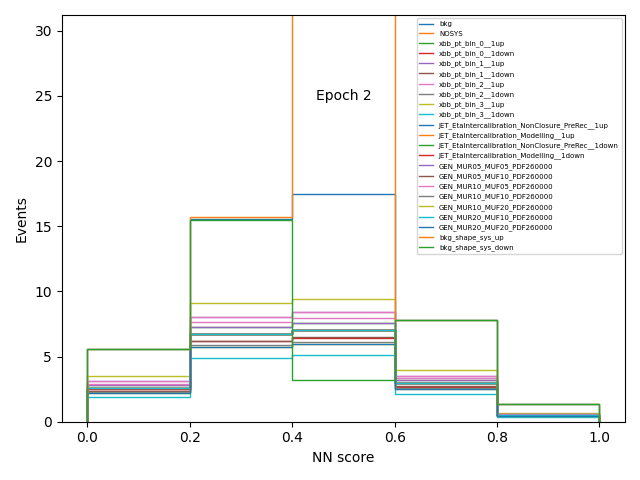 bkg
NOSYS
xbb_pt_bin_0__1up
xbb_pt_bin_0__1down
xbb_pt_bin_1__1up
xbb_pt_bin_1__1down
xbb_pt_bin_2__1up
xbb_pt_bin_2__1down
xbb_pt_bin_3__1up
xbb_pt_bin_3__1down
JET_EtaIntercalibration_NonClosure_PreRec__1up
JET_EtaIntercalibration_Modelling__1up
JET_EtaIntercalibration_NonClosure_PreRec__1down
JET_EtaIntercalibration_Modelling__1down
GEN_MUR05_MUF05_PDF260000
GEN_MUR05_MUF10_PDF260000
GEN_MUR10_MUF05_PDF260000
GEN_MUR10_MUF10_PDF260000
GEN_MUR10_MUF20_PDF260000
GEN_MUR20_MUF10_PDF260000
GEN_MUR20_MUF20_PDF260000
bkg_shape_sys_up
bkg_shape_sys_down
Epoch 2
Events
30
25
20
15
10
5
0
0.0 0.2 0.4 0.6 0.8 1.0
NN score